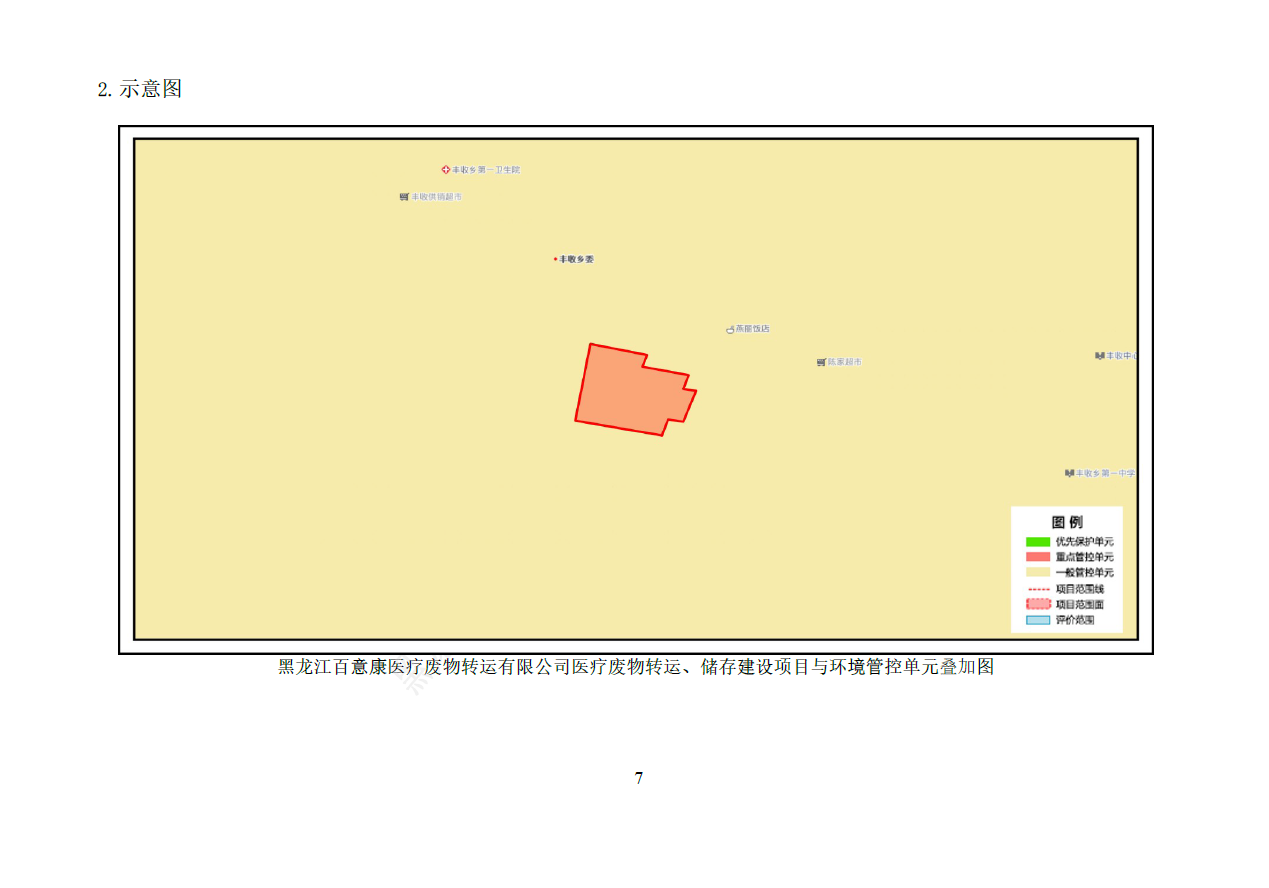 2. 示意图
丰收乡第一卫生院
丰收供销超市
丰收乡委
燕丽饭店
陈家超市
丰收中心
丰收乡第一中学
图例
优先保护单元
重点管控单元
一般管控单元
项目范围线
项目范围面
评价范围
黑龙江百意康医疗废物转运有限公司医疗废物转运、储存建设项目与环境管控单元叠加图
7